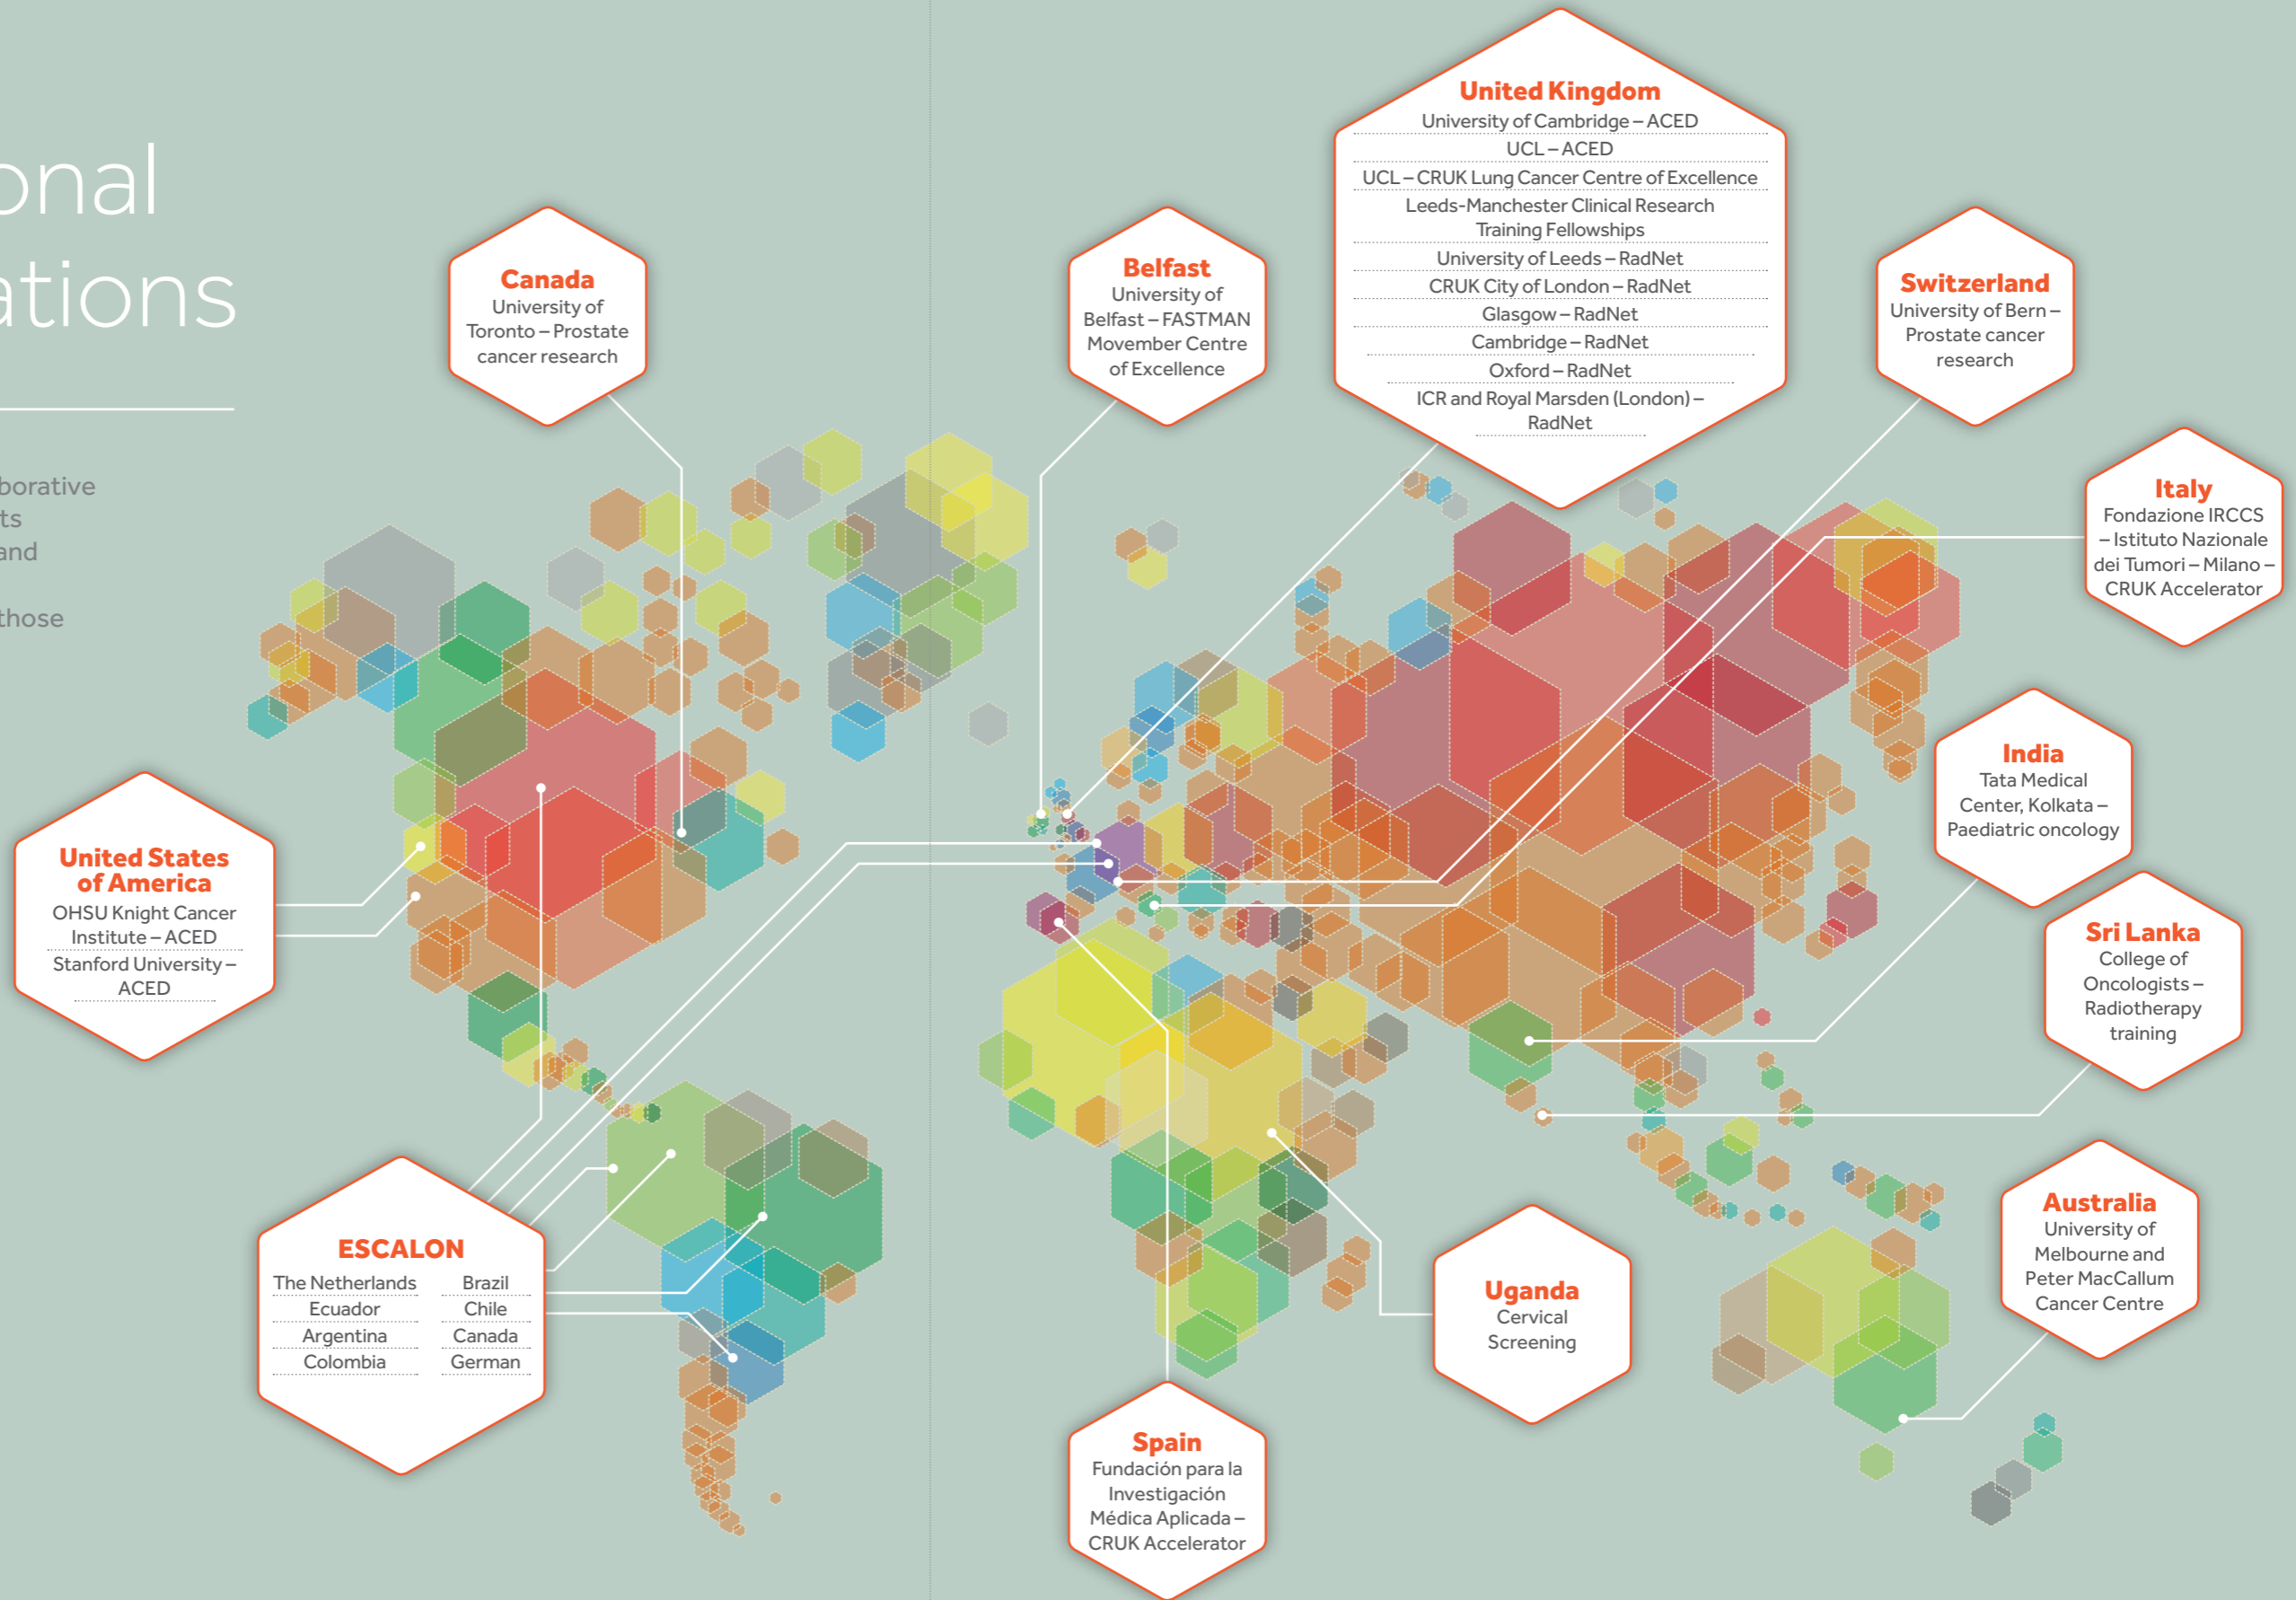 onal
ations
borative
ts
and
those
Canada
University of
Toronto – Prostate
cancer research
Belfast
University of
Belfast – FASTMAN
Movember Centre
of Excellence
United Kingdom
University of Cambridge – ACED
UCL – ACED
UCL – CRUK Lung Cancer Centre of Excellence
Leeds-Manchester Clinical Research
Training Fellowships
University of Leeds – RadNet
CRUK City of London – RadNet
Glasgow – RadNet
Cambridge – RadNet
Oxford – RadNet
ICR and Royal Marsden (London) –
RadNet
Switzerland
University of Bern –
Prostate cancer
research
Italy
Fondazione IRCCS
– Istituto Nazionale
dei Tumori – Milano –
CRUK Accelerator
India
Tata Medical
Center, Kolkata –
Paediatric oncology
United States
of America
OHSU Knight Cancer
Institute – ACED
Stanford University –
ACED
Sri Lanka
College of
Oncologists –
Radiotherapy
training
Australia
University of
Melbourne and
Peter MacCallum
Cancer Centre
ESCALON
The Netherlands
Ecuador
Argentina
Colombia
Brazil
Chile
Canada
German
Uganda
Cervical
Screening
Spain
Fundación para la
Investigación
Médica Aplicada –
CRUK Accelerator